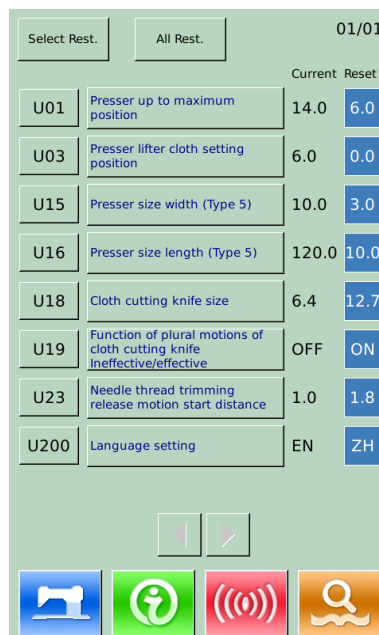 Select Rest. All Rest. 01/01
Current Reset
U01 Presser up to maximum
position 14.0 6.0
U03 Presser lifter cloth setting
position 6.0 0.0
U15 Presser size width (Type 5) 10.0 3.0
U16 Presser size length (Type 5) 120.0 10.0
U18 Cloth cutting knife size 6.4 12.7
U19 Function of plural motions of
cloth cutting knife
Ineffective/effective OFF ON
U23 Needle thread trimming
release motion start distance 1.0 1.8
U200 Language setting EN ZH